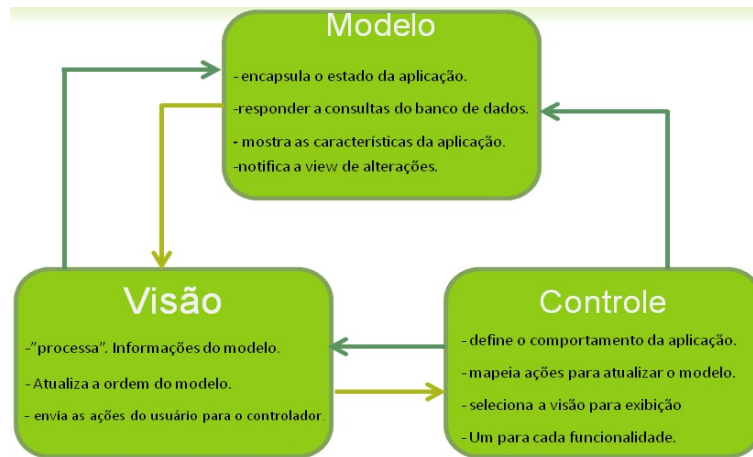 Modelo
- encapsula o estado da aplicação.
-responder a consultas do banco de dados.
- mostra as características da aplicação.
-notifica a view de alterações.
Visão
-”processa”. Informações do modelo.
- Atualiza a ordem do modelo.
- envia as ações do usuário para o controlador.
Controle
- define o comportamento da aplicação.
- mapeia ações para atualizar o modelo.
- seleciona a visão para exibição
- Um para cada funcionalidade.